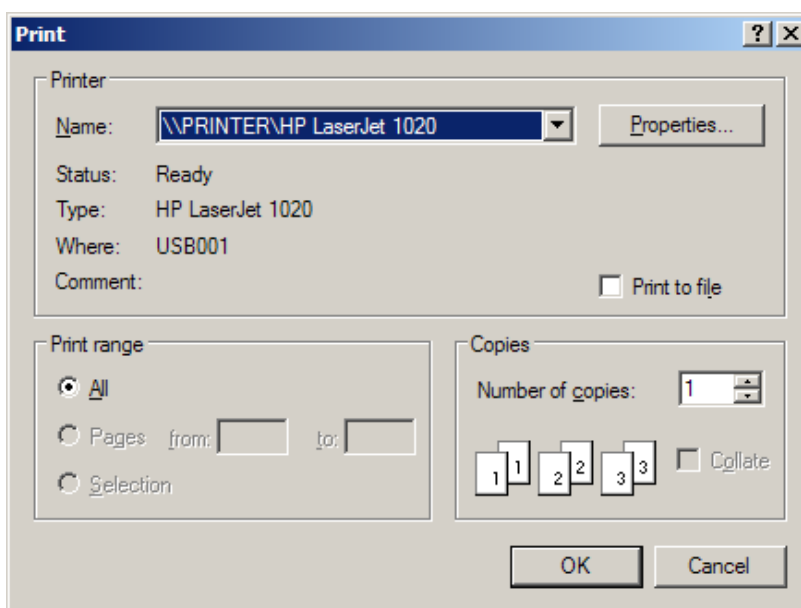 Print
Printer
Name: \\PRINTER\HP LaserJet 1020 Properties...
Status: Ready
Type: HP LaserJet 1020
Where: USB001
Comment: Print to file
Print range
All
Pages from: to:
Selection
Copies
Number of copies: 1
1 1 2 2 3 3 Collate
OK Cancel